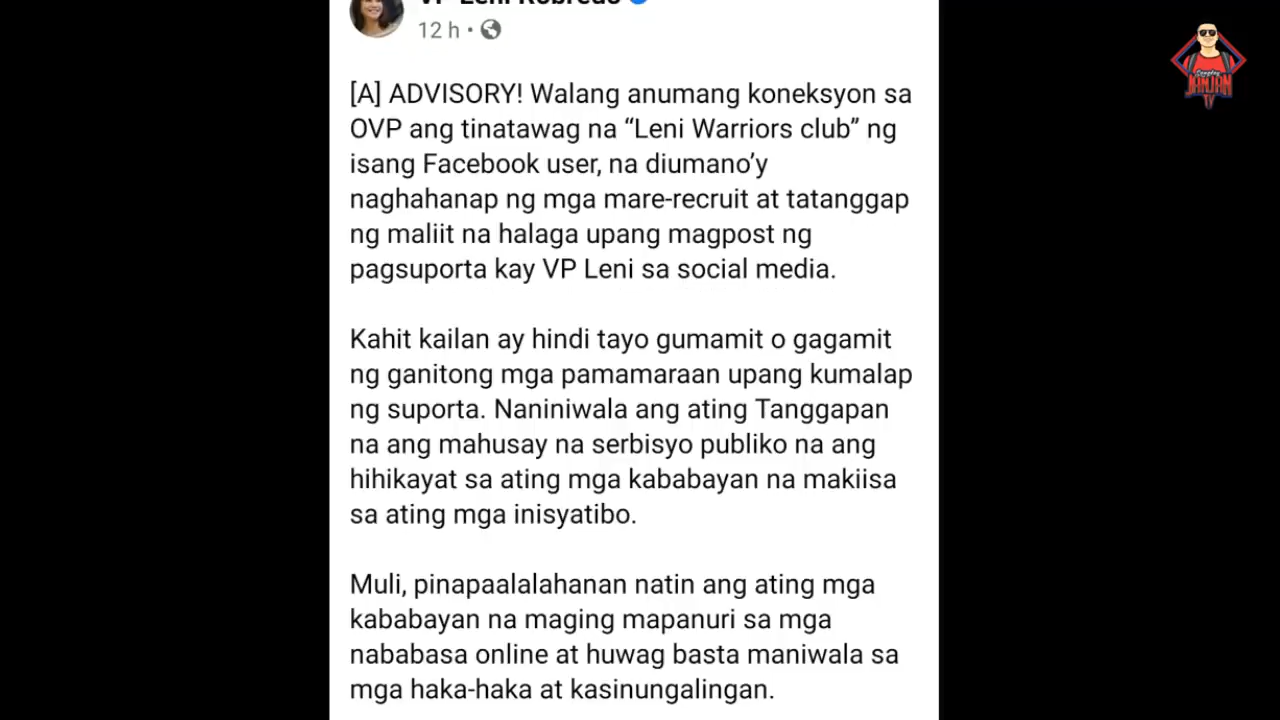 VP Leni Robredo
12 h •
[A] ADVISORY! Walang anumang koneksyon sa
OVP ang tinatawag na “Leni Warriors club” ng
isang Facebook user, na diumano’y
naghahanap ng mga mare-recruit at tatanggap
ng maliit na halaga upang magpost ng
pagsuporta kay VP Leni sa social media.
Kahit kailan ay hindi tayo gumamit o gagamit
ng ganitong mga pamamaraan upang kumalap
ng suporta. Naniniwala ang ating Tanggapan
na ang mahusay na serbisyo publiko na ang
hihikayat sa ating mga kababayan na makiisa
sa ating mga inisyatibo.
Muli, pinapaalalahanan natin ang ating mga
kababayan na maging mapanuri sa mga
nababasa online at huwag basta maniwala sa
mga haka-haka at kasinungalingan.
JANJAN
TV